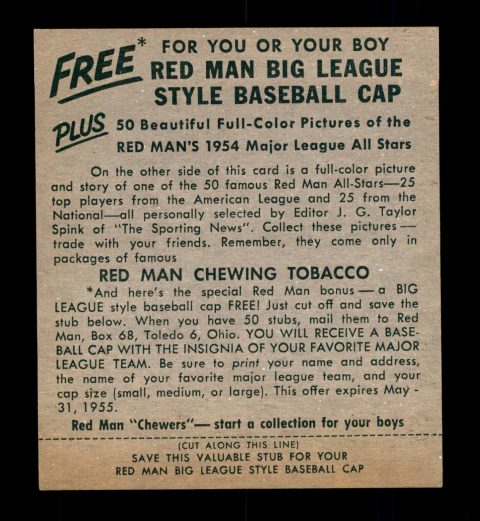 FREE* FOR YOU OR YOUR BOY
RED MAN BIG LEAGUE
STYLE BASEBALL CAP
PLUS 50 Beautiful Full-Color Pictures of the
RED MAN'S 1954 Major League All Stars
On the other side of this card is a full-color picture
and story of one of the 50 famous Red Man All-Stars—25
top players from the American League and 25 from the
National—all personally selected by Editor J. G. Taylor
Spink of "The Sporting News". Collect these pictures—
trade with your friends. Remember, they come only in
packages of famous
RED MAN CHEWING TOBACCO
*And here's the special Red Man bonus—a BIG
LEAGUE style baseball cap FREE! Just cut off and save the
stub below. When you have 50 stubs, mail them to Red
Man, Box 68, Toledo 6, Ohio. YOU WILL RECEIVE A BASE-
BALL CAP WITH THE INSIGNIA OF YOUR FAVORITE MAJOR
LEAGUE TEAM. Be sure to print your name and address,
the name of your favorite major league team, and your
cap size (small, medium, or large). This offer expires May -
31, 1955.
Red Man "Chewers"—start a collection for your boys
(CUT ALONG THIS LINE)
SAVE THIS VALUABLE STUB FOR YOUR
RED MAN BIG LEAGUE STYLE BASEBALL CAP